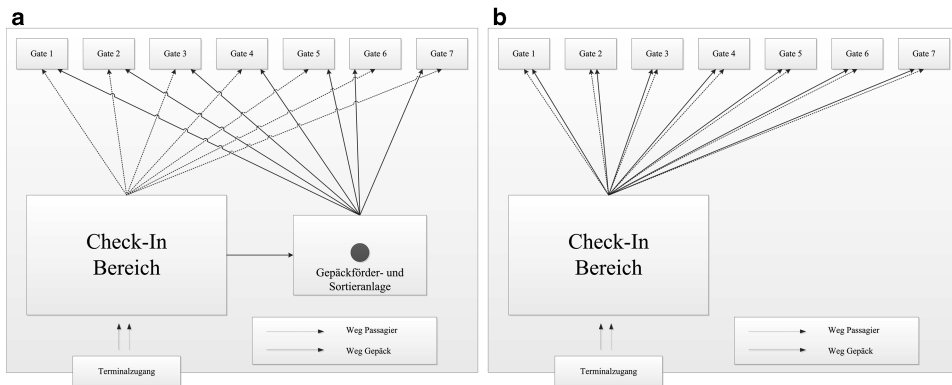 a
Gate 1
Gate 2
Gate 3
Gate 4
Gate 5
Gate 6
Gate 7
Check-In
Bereich
Gepäckförder- und
Sortieranlage
Weg Passagier
Weg Gepäck
Terminalzugang
b
Gate 1
Gate 2
Gate 3
Gate 4
Gate 5
Gate 6
Gate 7
Check-In
Bereich
Weg Passagier
Weg Gepäck
Terminalzugang